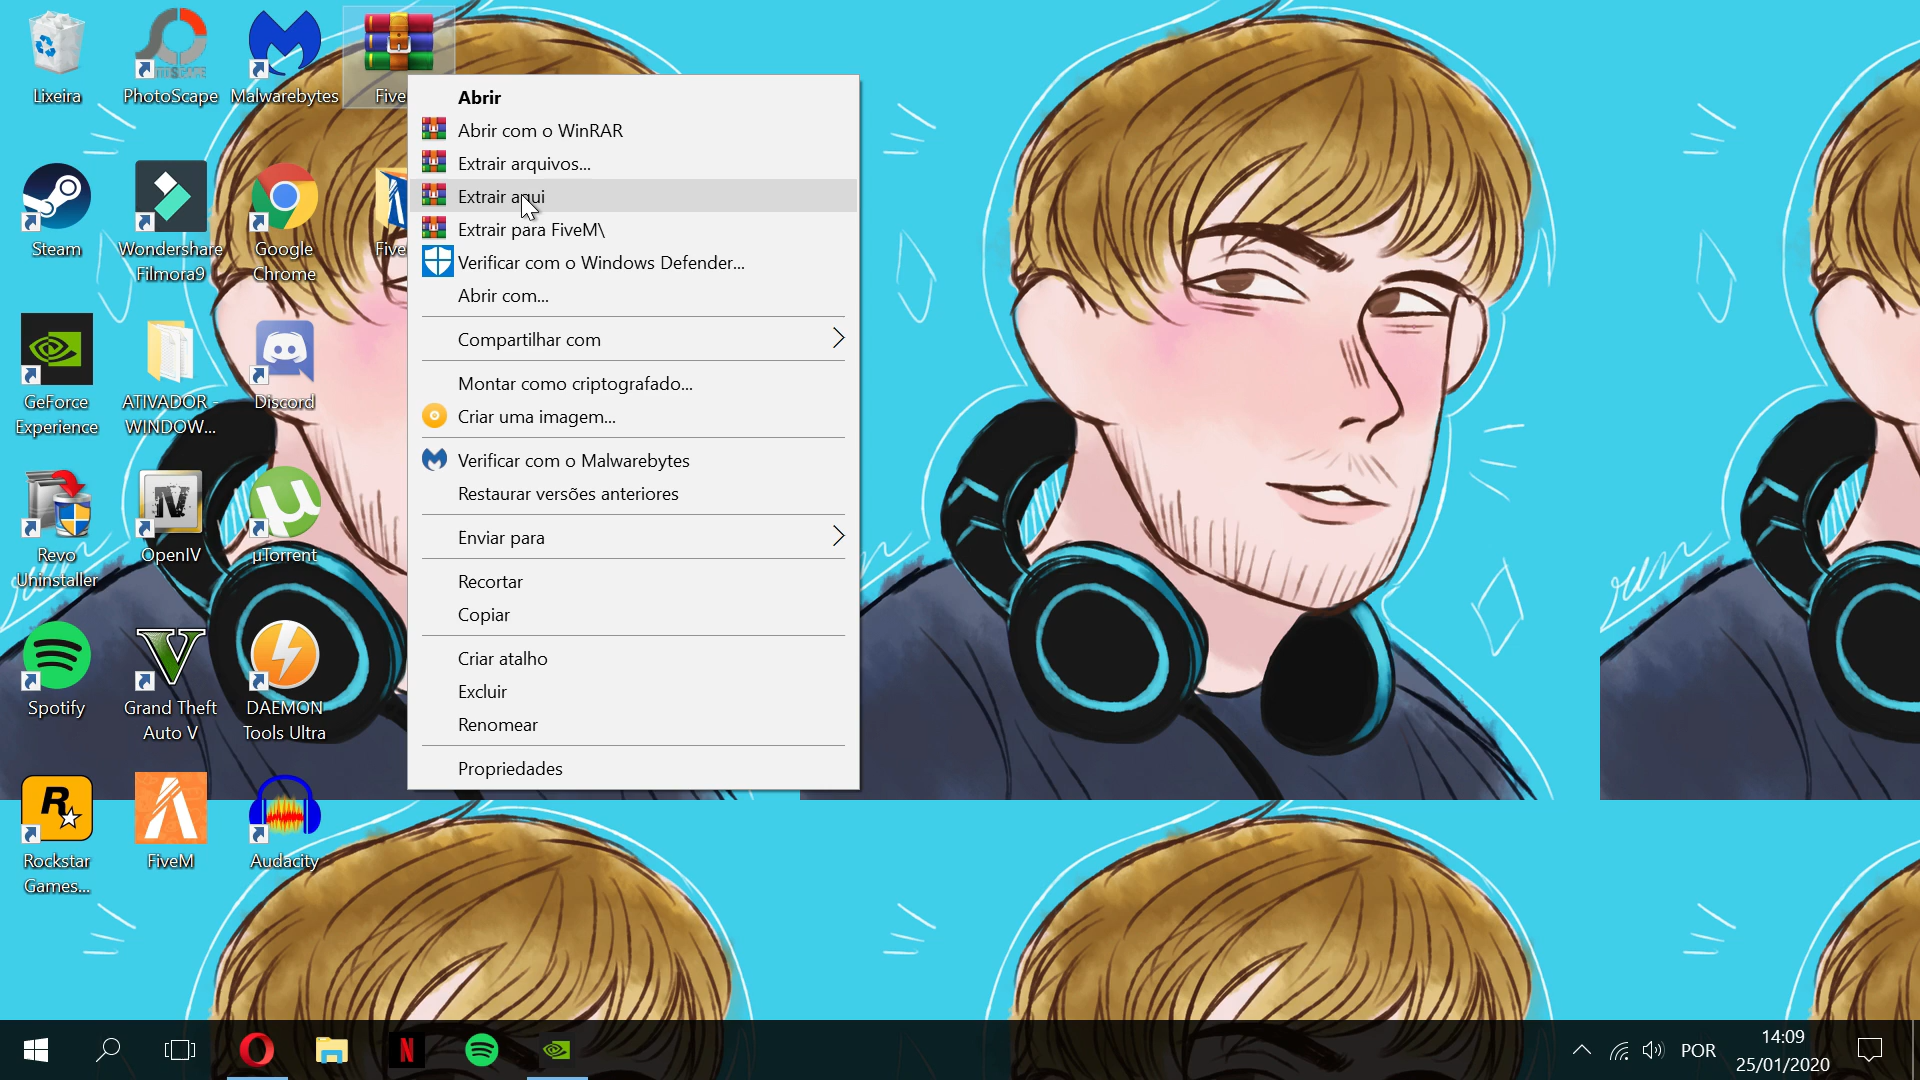 Lixeira
PhotoScape
Malwarebytes
Five
Steam
Wondershare
Filmora9
Google
Chrome
Five
GeForce
Experience
ATIVADOR -
WINDOW...
Discord
Revo
Uninstaller
OpenIV
µTorrent
Spotify
Grand Theft
Auto V
DAEMON
Tools Ultra
Rockstar
Games...
FiveM
Audacity
Abrir
Abrir com o WinRAR
Extrair arquivos...
Extrair aqui
Extrair para FiveM\
Verificar com o Windows Defender...
Abrir com...
Compartilhar com
Montar como criptografado...
Criar uma imagem...
Verificar com o Malwarebytes
Restaurar versões anteriores
Enviar para
Recortar
Copiar
Criar atalho
Excluir
Renomear
Propriedades
POR
14:09
25/01/2020